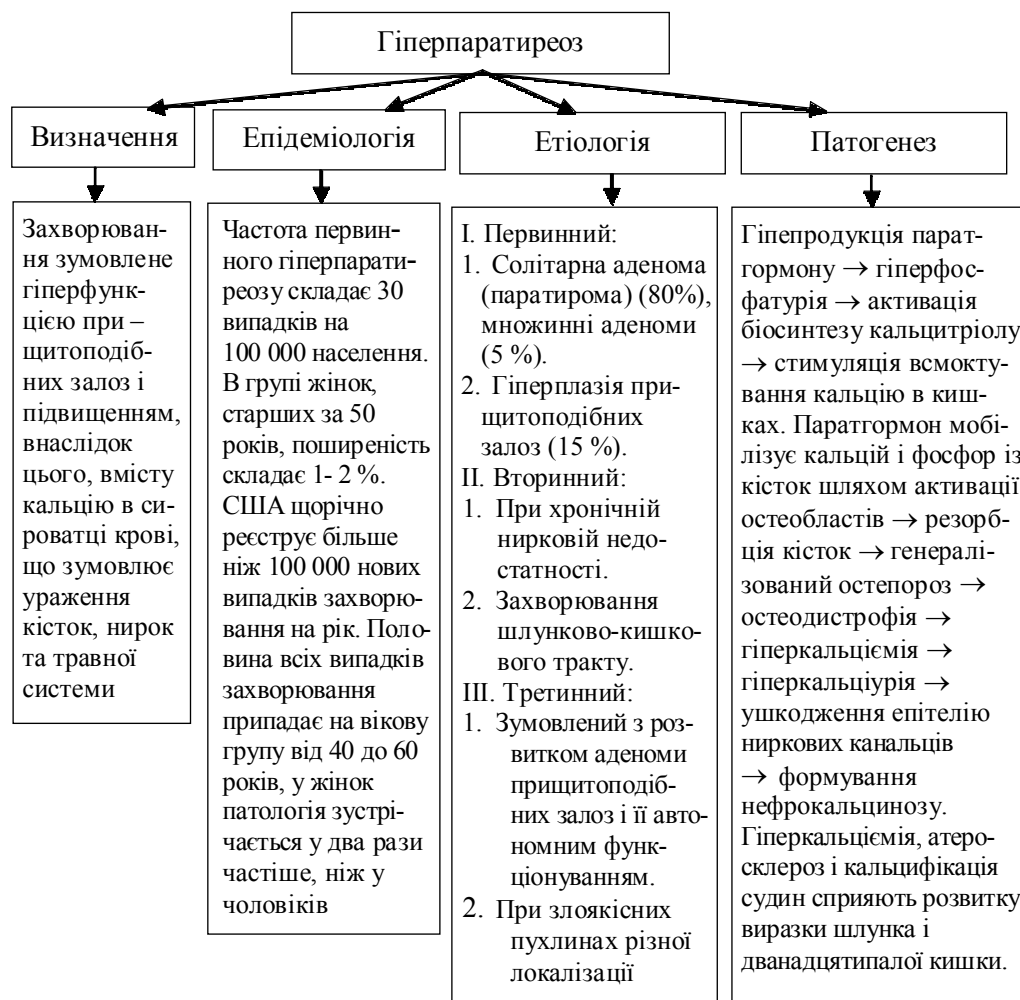 Гіперпаратиреоз
Визначення
Епідеміологія
Етіологія
Патогенез
Захворюван-
ня зумовлене
гіперфунк-
цією при –
щитоподіб-
них залоз і
підвищенням,
внаслідок
цього, вмісту
кальцію в си-
роватці крові,
що зумовлює
ураження
кісток, нирок
та травної
системи
Частота первин-
ного гіперпарати-
реозу складає 30
випадків на
100 000 населення.
В групі жінок,
старших за 50
років, поширеність
складає 1- 2 %.
США щорічно
реєструє більше
ніж 100 000 нових
випадків захворю-
вання на рік. Поло-
вина всіх випадків
захворювання
припадає на вікову
групу від 40 до 60
років, у жінок
патологія зустрі-
чається у два рази
частіше, ніж у
чоловіків
I. Первинний:
1. Солітарна аденома
(паратирома) (80%),
множинні аденоми
(5 %).
2. Гіперплазія при-
щитоподібних
залоз (15 %).
II. Вторинний:
1. При хронічній
нирковій недо-
статності.
2. Захворювання
шлунково-кишко-
вого тракту.
III. Третинний:
1. Зумовлений з роз-
витком аденоми
прищитоподіб-
них залоз і її авто-
номним функ-
ціонуванням.
2. При злоякісних
пухлинах різної
локалізації
Гіпепродукція парат-
гормону → гіперфос-
фатурія → активація
біосинтезу кальцитріолу
→ стимуляція всмокту-
вання кальцію в киш-
ках. Паратгормон мобі-
лізує кальцій і фосфор із
кісток шляхом активації
остеобластів → резорб-
ція кісток → генералі-
зований остепороз →
остеодистрофія →
гіперкальціємія →
гіперкальціурія →
ушкодження епітелію
ниркових канальців
→ формування
нефрокальцинозу.
Гіперкальціємія, атеро-
склероз і кальцифікація
судин сприяють розвитку
виразки шлунка і
дванадцятипалої кишки.